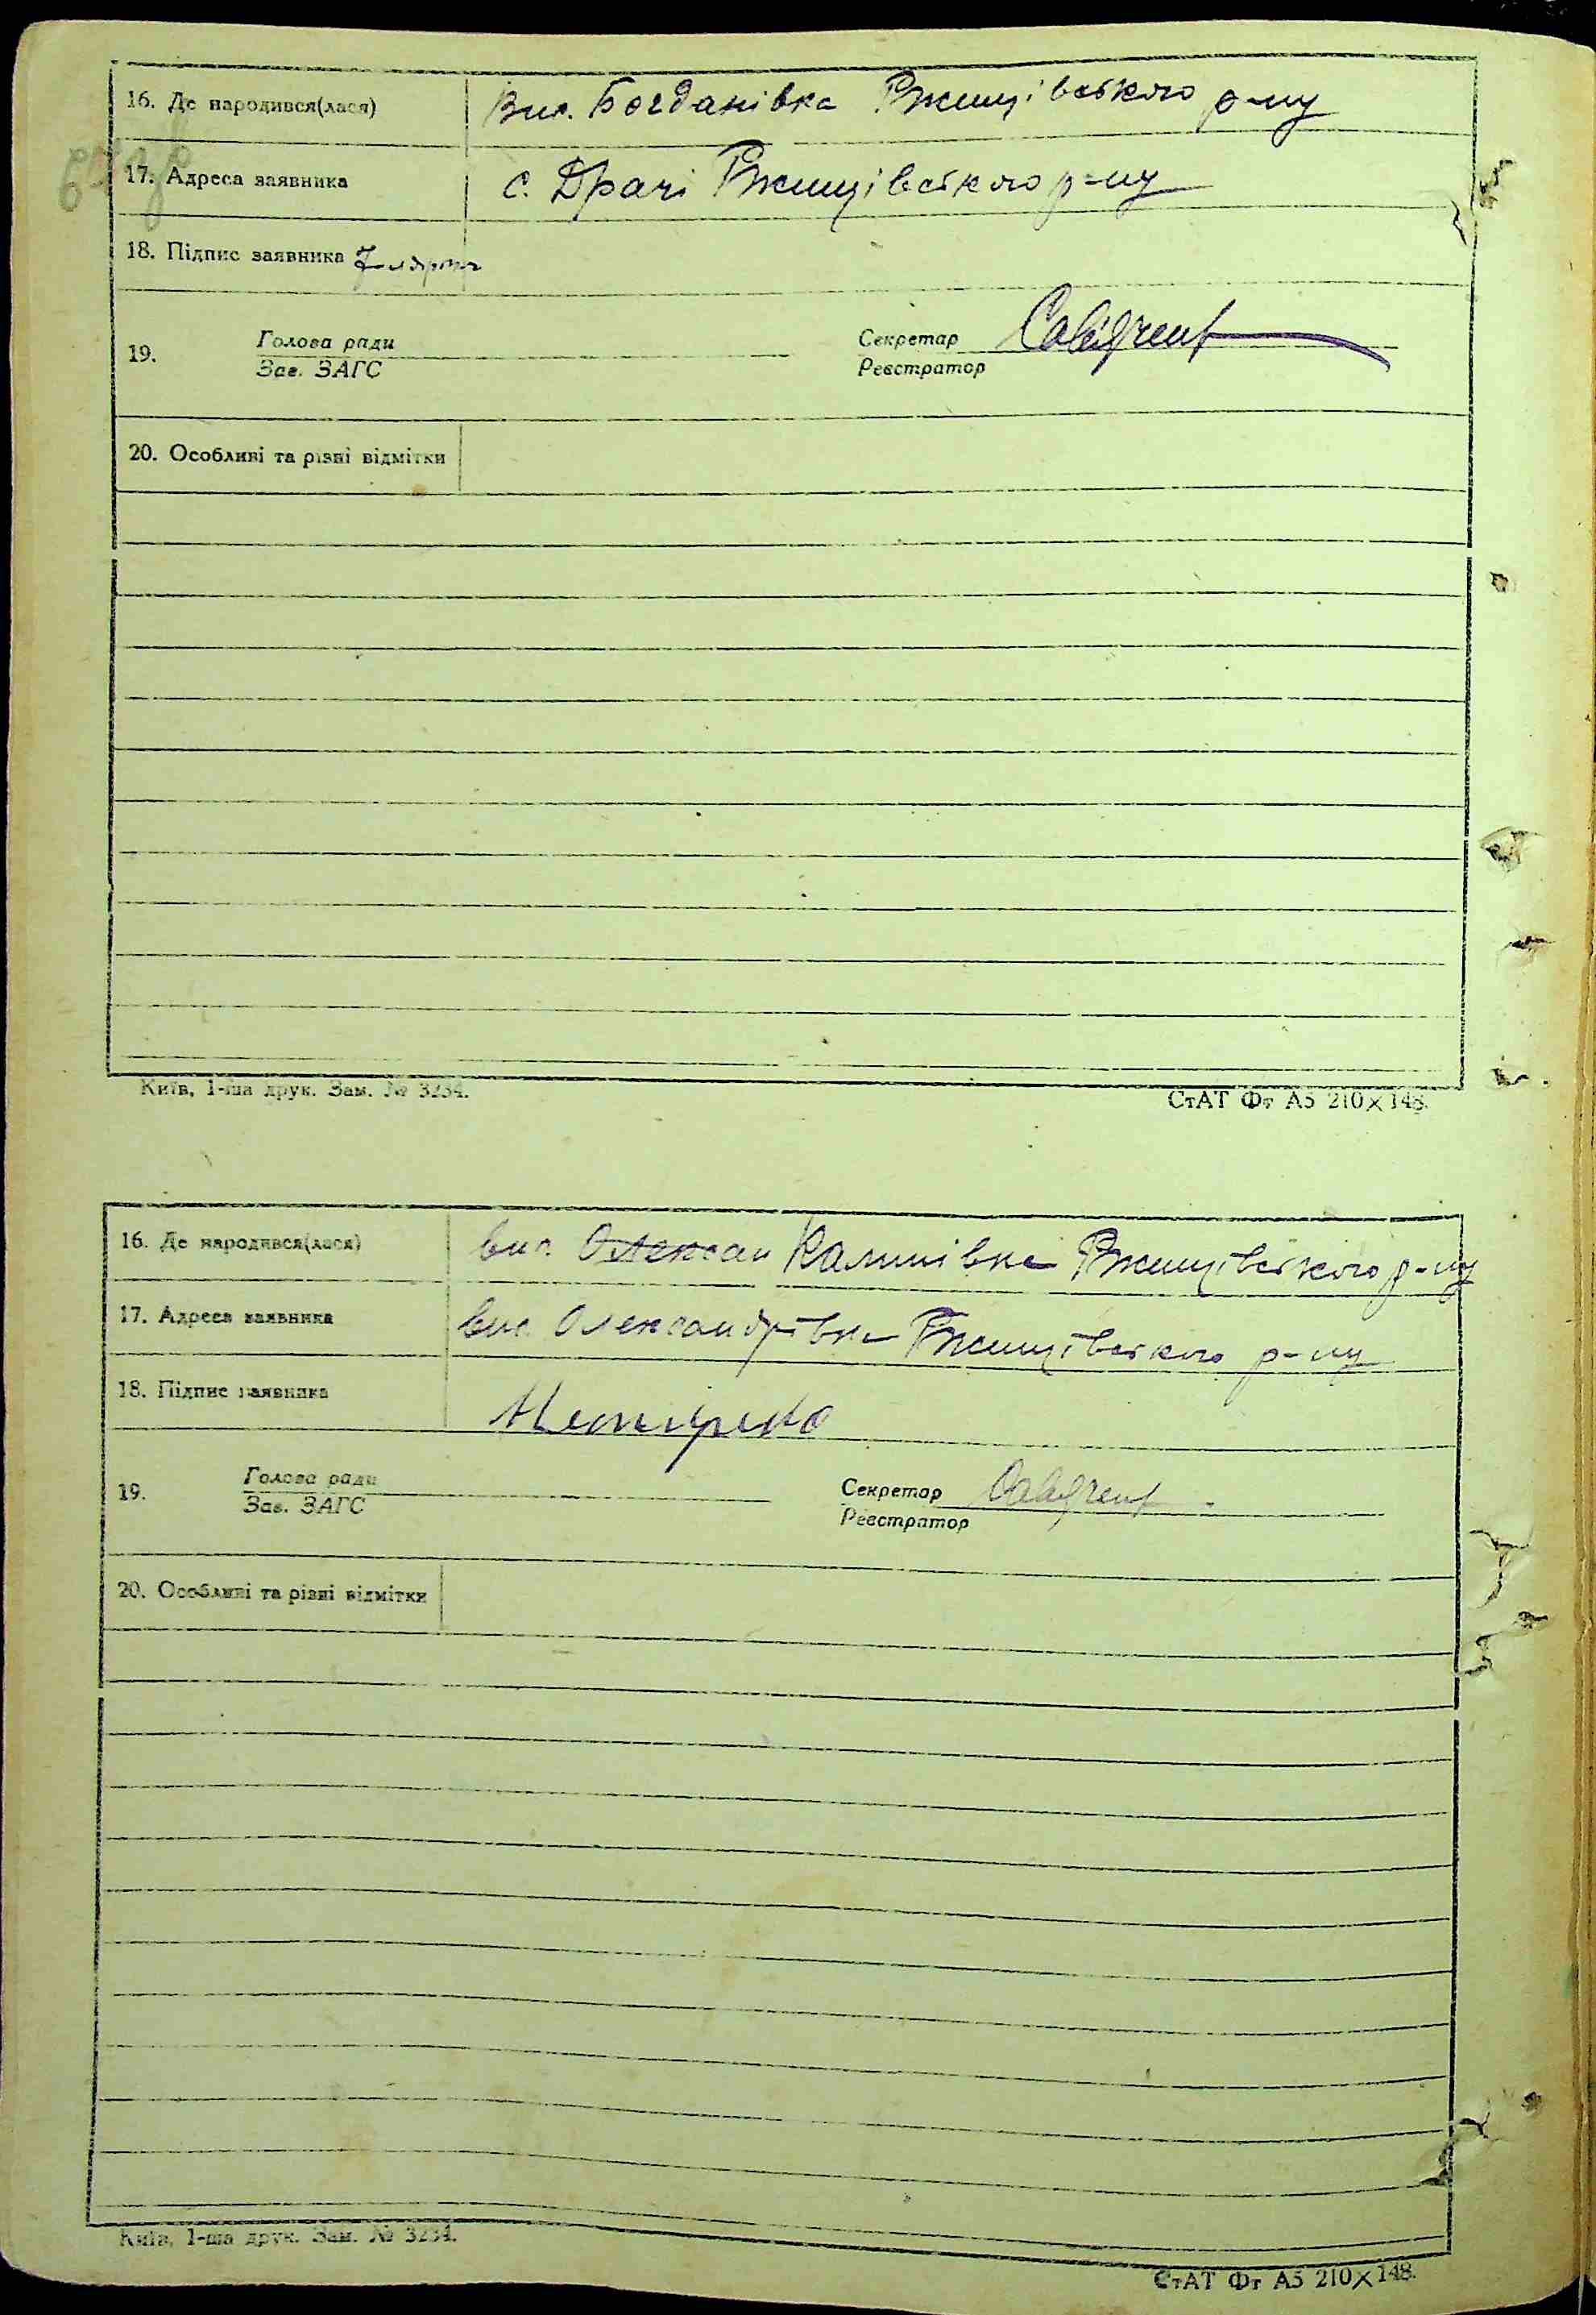 16. Де народився(лася) Вис. Богданівка Ржищівського р-ну
17. Адреса заявника с. Драчі Ржищівського р-ну
18. Підпис заявника
19. Голова ради Секретар
Зав. ЗАГС Реєстратор
20. Особливі та різні відмітки
Київ, 1-ша друк. Зам. № 3234. СтАТ Фт А5 210×148.
16. Де народився(лася) вис. Олексан Калинівка Ржищівського р-ну
17. Адреса заявника вис. Олександрівка Ржищівського р-ну
18. Підпис заявника
19. Голова ради Секретар
Зав. ЗАГС Реєстратор
20. Особливі та різні відмітки
Київ, 1-ша друк. Зам. № 3234.
СтАТ Фт А5 210×148.